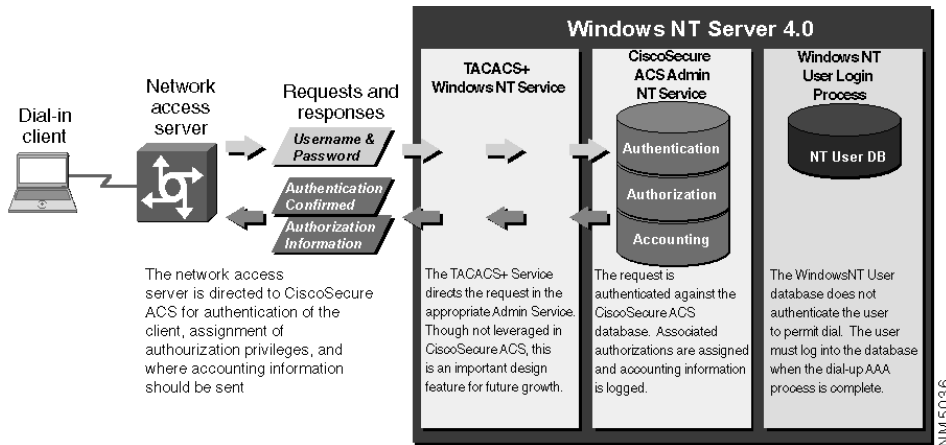 Windows NT Server 4.0
Dial-in
client
Network
access
server
Requests and
responses
Username &
Password
Authentication
Confirmed
Authorization
Information
The network access
server is directed to CiscoSecure
ACS for authentication of the
client, assignment of
authourization privileges, and
where accounting information
should be sent
TACACS+
Windows NT Service
The TACACS+ Service
directs the request in the
appropriate Admin Service.
Though not leveraged in
CiscoSecure ACS, this
is an important design
feature for future growth.
CiscoSecure
ACS Admin
NT Service
Authentication
Authorization
Accounting
The request is
authenticated against the
CiscoSecure ACS
database. Associated
authorizations are assigned
and accounting information
is logged.
Windows NT
User Login
Process
NT User DB
The WindowsNT User
database does not
authenticate the user
to permit dial. The user
must log into the database
when the dial-up AAA
process is complete.
NM5036